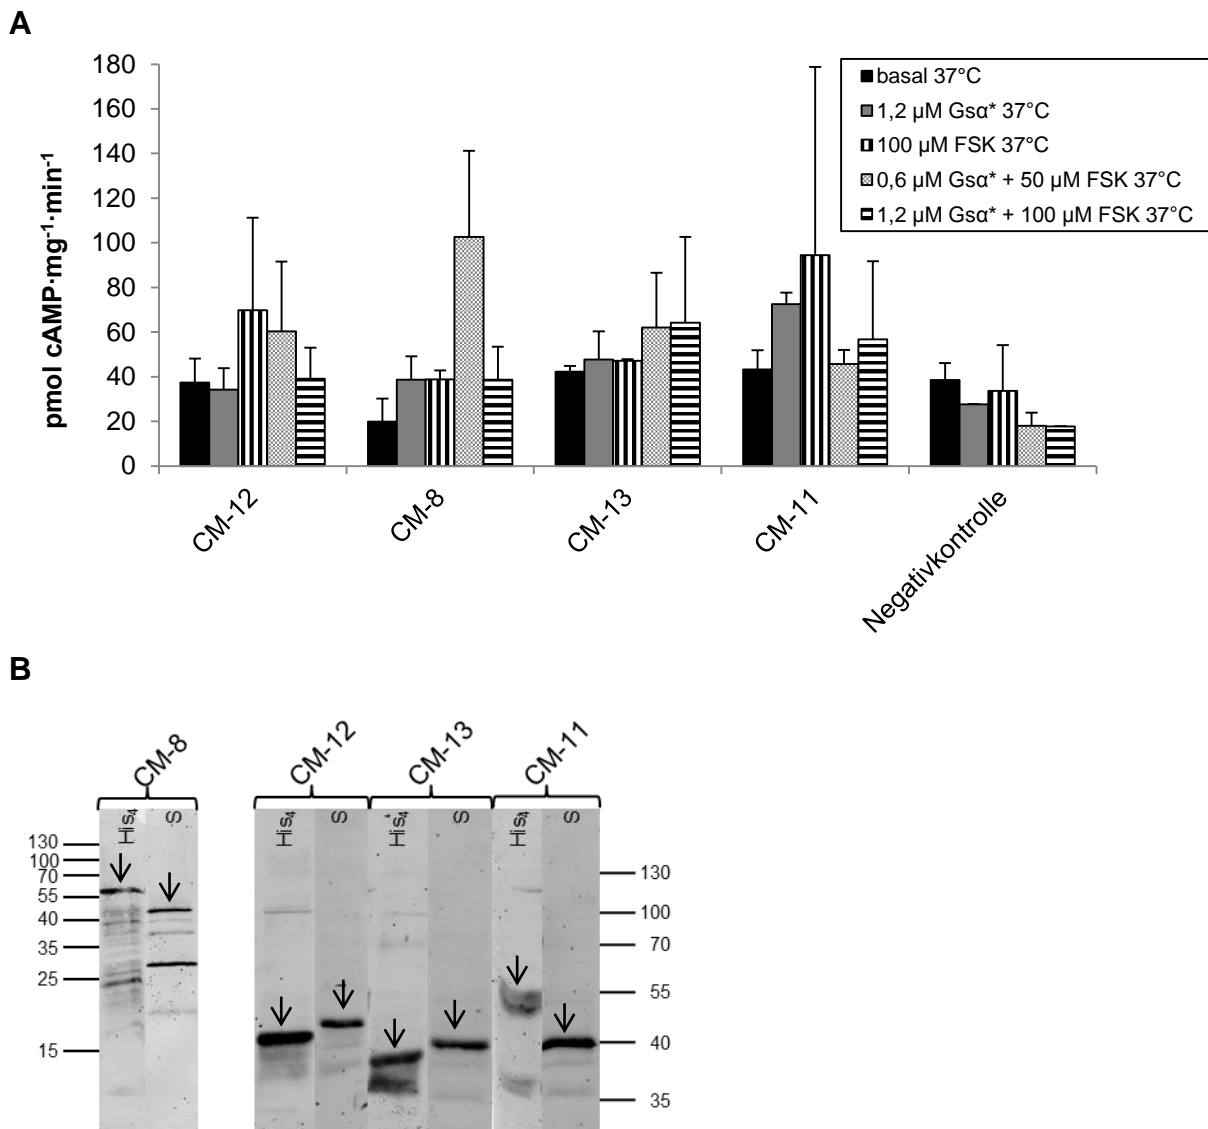 A
pmol cAMP·mg⁻¹·min⁻¹
180
160
140
120
100
80
60
40
20
0
basal 37°C
1,2 µM Gsα* 37°C
100 µM FSK 37°C
0,6 µM Gsα* + 50 µM FSK 37°C
1,2 µM Gsα* + 100 µM FSK 37°C
CM-12
CM-8
CM-13
CM-11
Negativkontrolle
B
CM-8
CM-12
CM-13
CM-11
His₄
S
His₄
S
His₄
S
His₄
S
130
100
70
55
40
35
25
15
130
100
70
55
40
35